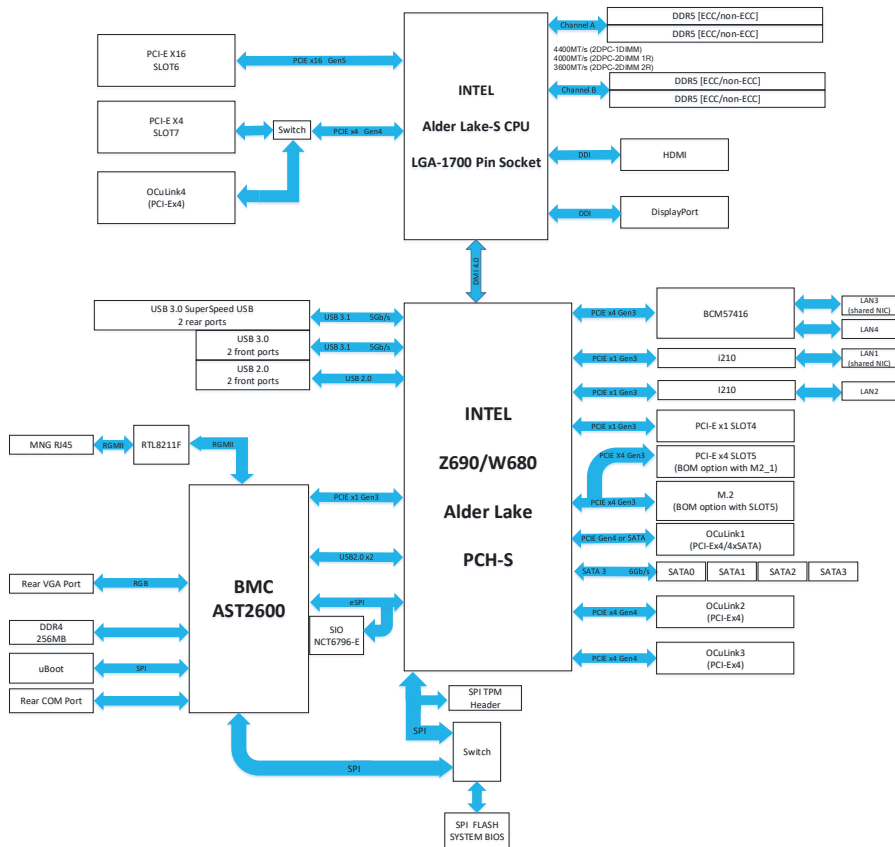 PCI-E X16
SLOT6
PCIE x16 Gen5
PCI-E X4
SLOT7
Switch
PCIE x4 Gen4
OCuLink4
(PCI-Ex4)
INTEL
Alder Lake-S CPU
LGA-1700 Pin Socket
Channel A
DDR5 [ECC/non-ECC]
DDR5 [ECC/non-ECC]
4400MT/s (2DPC-1DIMM)
4000MT/s (2DPC-2DIMM 1R)
3600MT/s (2DPC-2DIMM 2R)
Channel B
DDR5 [ECC/non-ECC]
DDR5 [ECC/non-ECC]
DDI
HDMI
DDI
DisplayPort
DMI 4.0
USB 3.0 SuperSpeed USB
2 rear ports
USB 3.1 5Gb/s
USB 3.0
2 front ports
USB 3.1 5Gb/s
USB 2.0
2 front ports
USB 2.0
INTEL
Z690/W680
Alder Lake
PCH-S
PCIE x4 Gen3
BCM57416
LAN3
(shared NIC)
LAN4
PCIE x1 Gen3
i210
LAN1
(shared NIC)
PCIE x1 Gen3
I210
LAN2
PCIE x1 Gen3
PCI-E x1 SLOT4
PCIE X4 Gen3
PCI-E x4 SLOT5
(BOM option with M2_1)
PCIE x4 Gen3
M.2
(BOM option with SLOT5)
PCIE Gen4 or SATA
OCuLink1
(PCI-Ex4/4xSATA)
SATA 3 6Gb/s
SATA0
SATA1
SATA2
SATA3
PCIE x4 Gen4
OCuLink2
(PCI-Ex4)
PCIE x4 Gen4
OCuLink3
(PCI-Ex4)
MNG RJ45
RGMII
RTL8211F
RGMII
PCIE x1 Gen3
USB2.0 x2
eSPI
SIO
NCT6796-E
BMC
AST2600
Rear VGA Port
RGB
DDR4
256MB
uBoot
SPI
Rear COM Port
SPI TPM
Header
SPI
Switch
SPI
SPI FLASH
SYSTEM BIOS